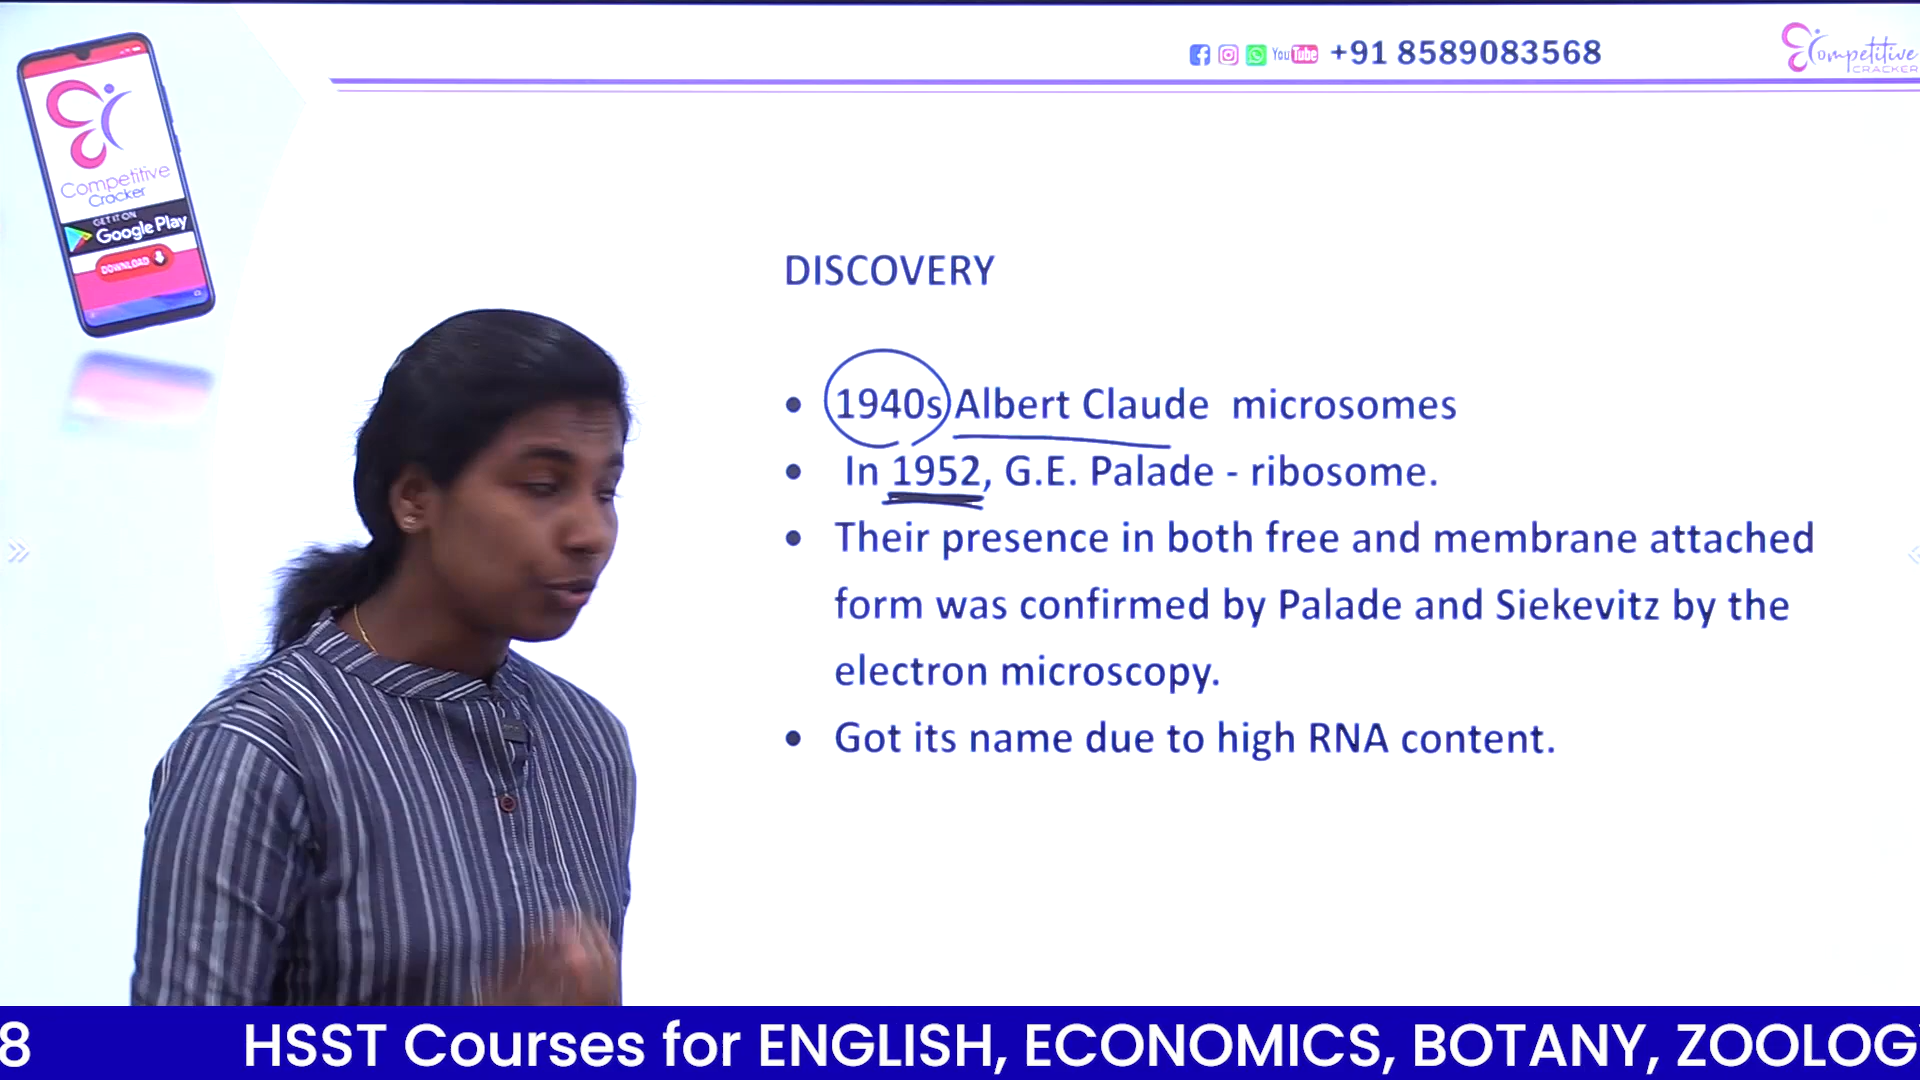 You Tube +91 8589083568
Competitive
CRACKER
Competitive
Cracker
GET IT ON
Google Play
DOWNLOAD
DISCOVERY
• 1940s Albert Claude microsomes
• In 1952, G.E. Palade - ribosome.
• Their presence in both free and membrane attached
form was confirmed by Palade and Siekevitz by the
electron microscopy.
• Got its name due to high RNA content.
8 HSST Courses for ENGLISH, ECONOMICS, BOTANY, ZOOLOG